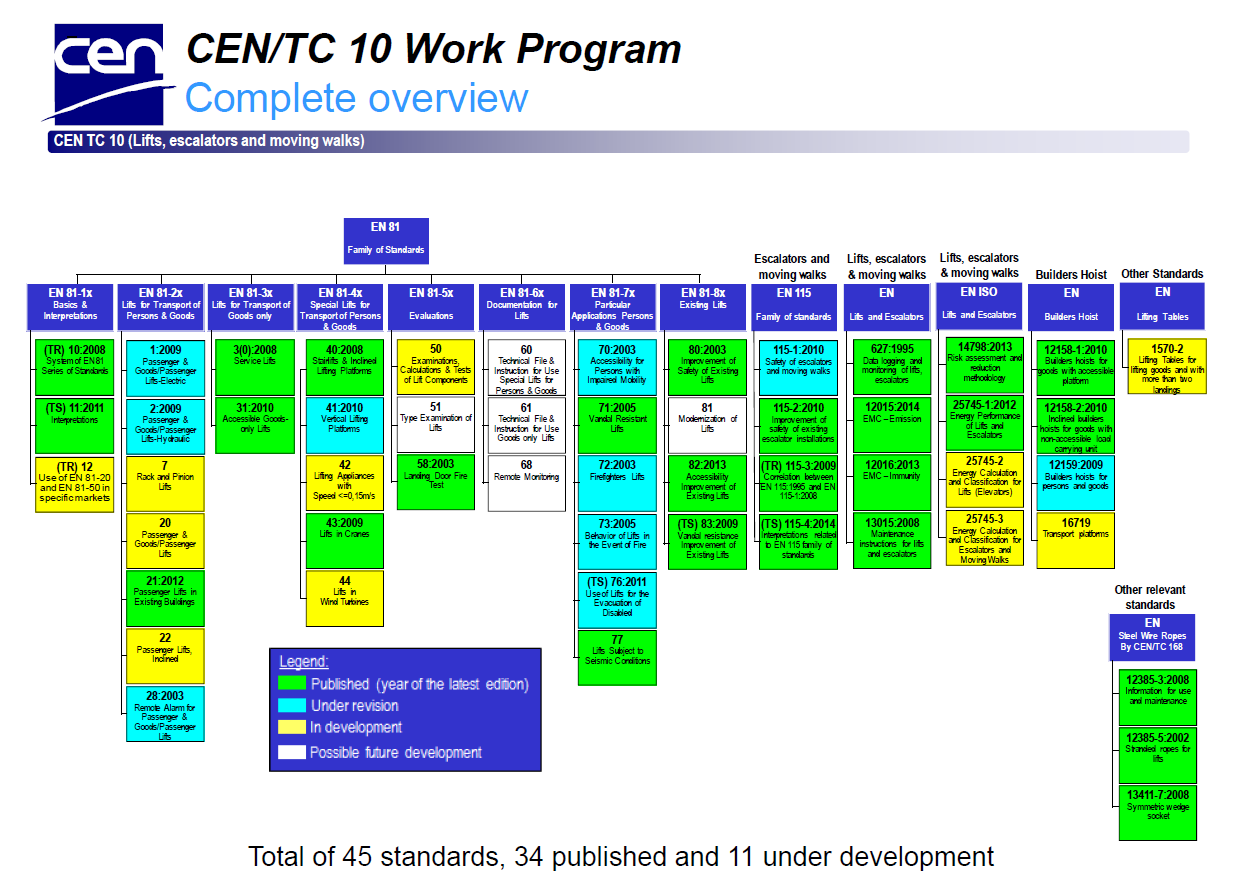 cen
CEN/TC 10 Work Program
Complete overview
CEN TC 10 (Lifts, escalators and moving walks)
EN 81
Family of Standards
EN 81-1x
Basics &
Interpretations
(TR) 10:2008
System of EN81
Series of Standards
(TS) 11:2011
Interpretations
(TR) 12
Use of EN 81-20
and EN 81-50 in
specific markets
EN 81-2x
Lifts for Transport of
Persons & Goods
1:2009
Passenger &
Goods/Passenger
Lifts-Electric
2:2009
Passenger &
Goods/Passenger
Lifts-Hydraulic
7
Rack and Pinion
Lifts
20
Passenger &
Goods/Passenger
Lifts
21:2012
Passenger Lifts in
Existing Buildings
22
Passenger Lifts,
Inclined
28:2003
Remote Alarm for
Passenger &
Goods/Passenger
Lifts
EN 81-3x
Lifts for Transport of
Goods only
3(0):2008
Service Lifts
31:2010
Accessible Goods-
only Lifts
EN 81-4x
Special Lifts for
Transport of Persons
& Goods
40:2008
Stairlifts & Inclined
Lifting Platforms
41:2010
Vertical Lifting
Platforms
42
Lifting Appliances
with
Speed <=0,15m/s
43:2009
Lifts in Cranes
44
Lifts in
Wind Turbines
EN 81-5x
Evaluations
50
Examinations,
Calculations & Tests
of Lift Components
51
Type Examination of
Lifts
58:2003
Landing Door Fire
Test
EN 81-6x
Documentation for
Lifts
60
Technical File &
Instruction for Use
Special Lifts for
Persons & Goods
61
Technical File &
Instruction for Use
Goods only Lifts
68
Remote Monitoring
EN 81-7x
Particular
Applications Persons
& Goods
70:2003
Accessibility for
Persons with
Impaired Mobility
71:2005
Vandal Resistant
Lifts
72:2003
Firefighters Lifts
73:2005
Behavior of Lifts in
the Event of Fire
(TS) 76:2011
Use of Lifts for the
Evacuation of
Disabled
77
Lifts Subject to
Seismic Conditions
EN 81-8x
Existing Lifts
80:2003
Improvement of
Safety of Existing
Lifts
81
Modernization of
Lifts
82:2013
Accessibility
Improvement of
Existing Lifts
(TS) 83:2009
Vandal resistance
Improvement of
Existing Lifts
Escalators and
moving walks
EN 115
Family of standards
115-1:2010
Safety of escalators
and moving walks
115-2:2010
Improvement of
safety of existing
escalator installations
(TR) 115-3:2009
Correlation between
EN 115:1995 and EN
115-1:2008
(TS) 115-4:2014
Interpretations related
to EN 115 family of
standards
Lifts, escalators
& moving walks
EN
Lifts and Escalators
627:1995
Data logging and
monitoring of lifts,
escalators
12015:2014
EMC – Emission
12016:2013
EMC – Immunity
13015:2008
Maintenance
instructions for lifts
and escalators
Lifts, escalators
& moving walks
EN ISO
Lifts and Escalators
14798:2013
Risk assessment and
reduction
methodology
25745-1:2012
Energy Performance
of Lifts and
Escalators
25745-2
Energy Calculation
and Classification for
Lifts (Elevators)
25745-3
Energy Calculation
and Classification for
Escalators and
Moving Walks
Builders Hoist
EN
Builders Hoist
12158-1:2010
Builders hoists for
goods with accessible
platform
12158-2:2010
Inclined builders
hoists for goods with
non-accessible load
carrying unit
12159:2009
Builders hoists for
persons and goods
16719
Transport platforms
Other Standards
EN
Lifting Tables
1570-2
Lifting Tables for
lifting goods and with
more than two
landings
Other relevant
standards
EN
Steel Wire Ropes
By CEN/TC 168
12385-3:2008
Information for use
and maintenance
12385-5:2002
Stranded ropes for
lifts
13411-7:2008
Symmetric wedge
socket
Legend:
Published (year of the latest edition)
Under revision
In development
Possible future development
Total of 45 standards, 34 published and 11 under development